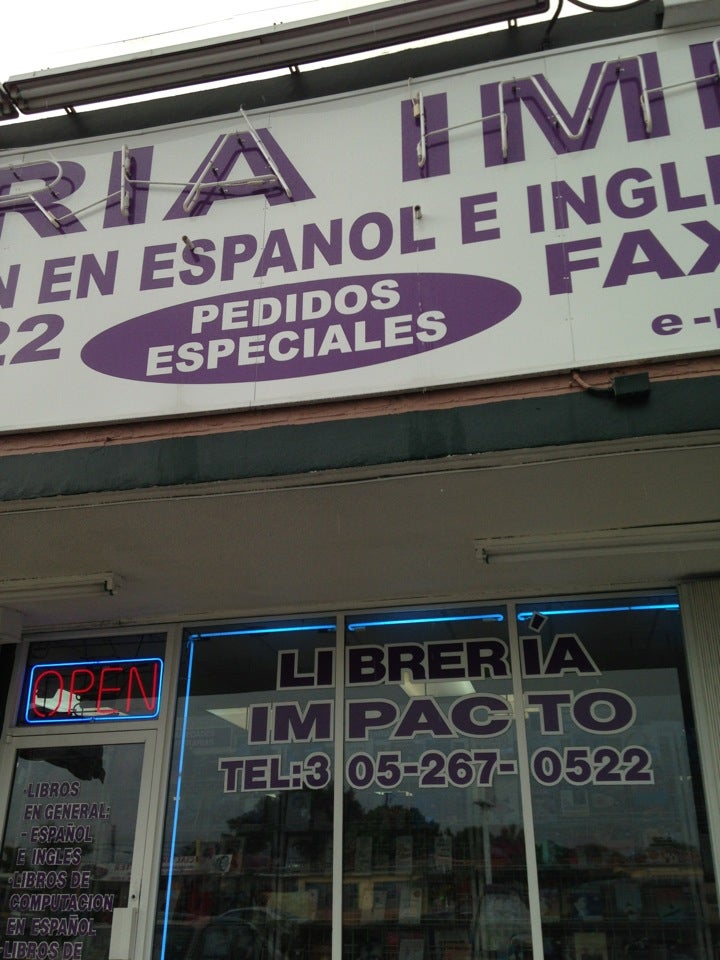 RIA IMP
N EN ESPANOL E INGLE
22
PEDIDOS
ESPECIALES
FAX
e-
OPEN
LIBRERÍA
IMPACTO
TEL:305-267-0522
·LIBROS
EN GENERAL:
- ESPAÑOL
E INGLES
·LIBROS DE
COMPUTACION
EN ESPAÑOL
-LIBROS DE